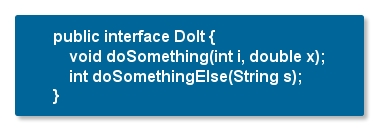 public interface DoIt {
void doSomething(int i, double x);
int doSomethingElse(String s);
}